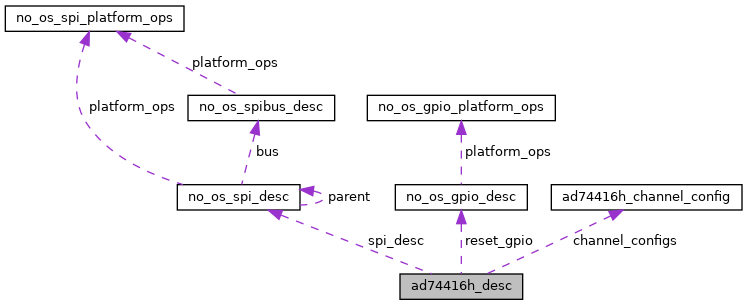 no_os_spi_platform_ops
platform_ops
no_os_spibus_desc
no_os_gpio_platform_ops
platform_ops
bus
platform_ops
no_os_spi_desc
parent
no_os_gpio_desc
ad74416h_channel_config
spi_desc
reset_gpio
channel_configs
ad74416h_desc